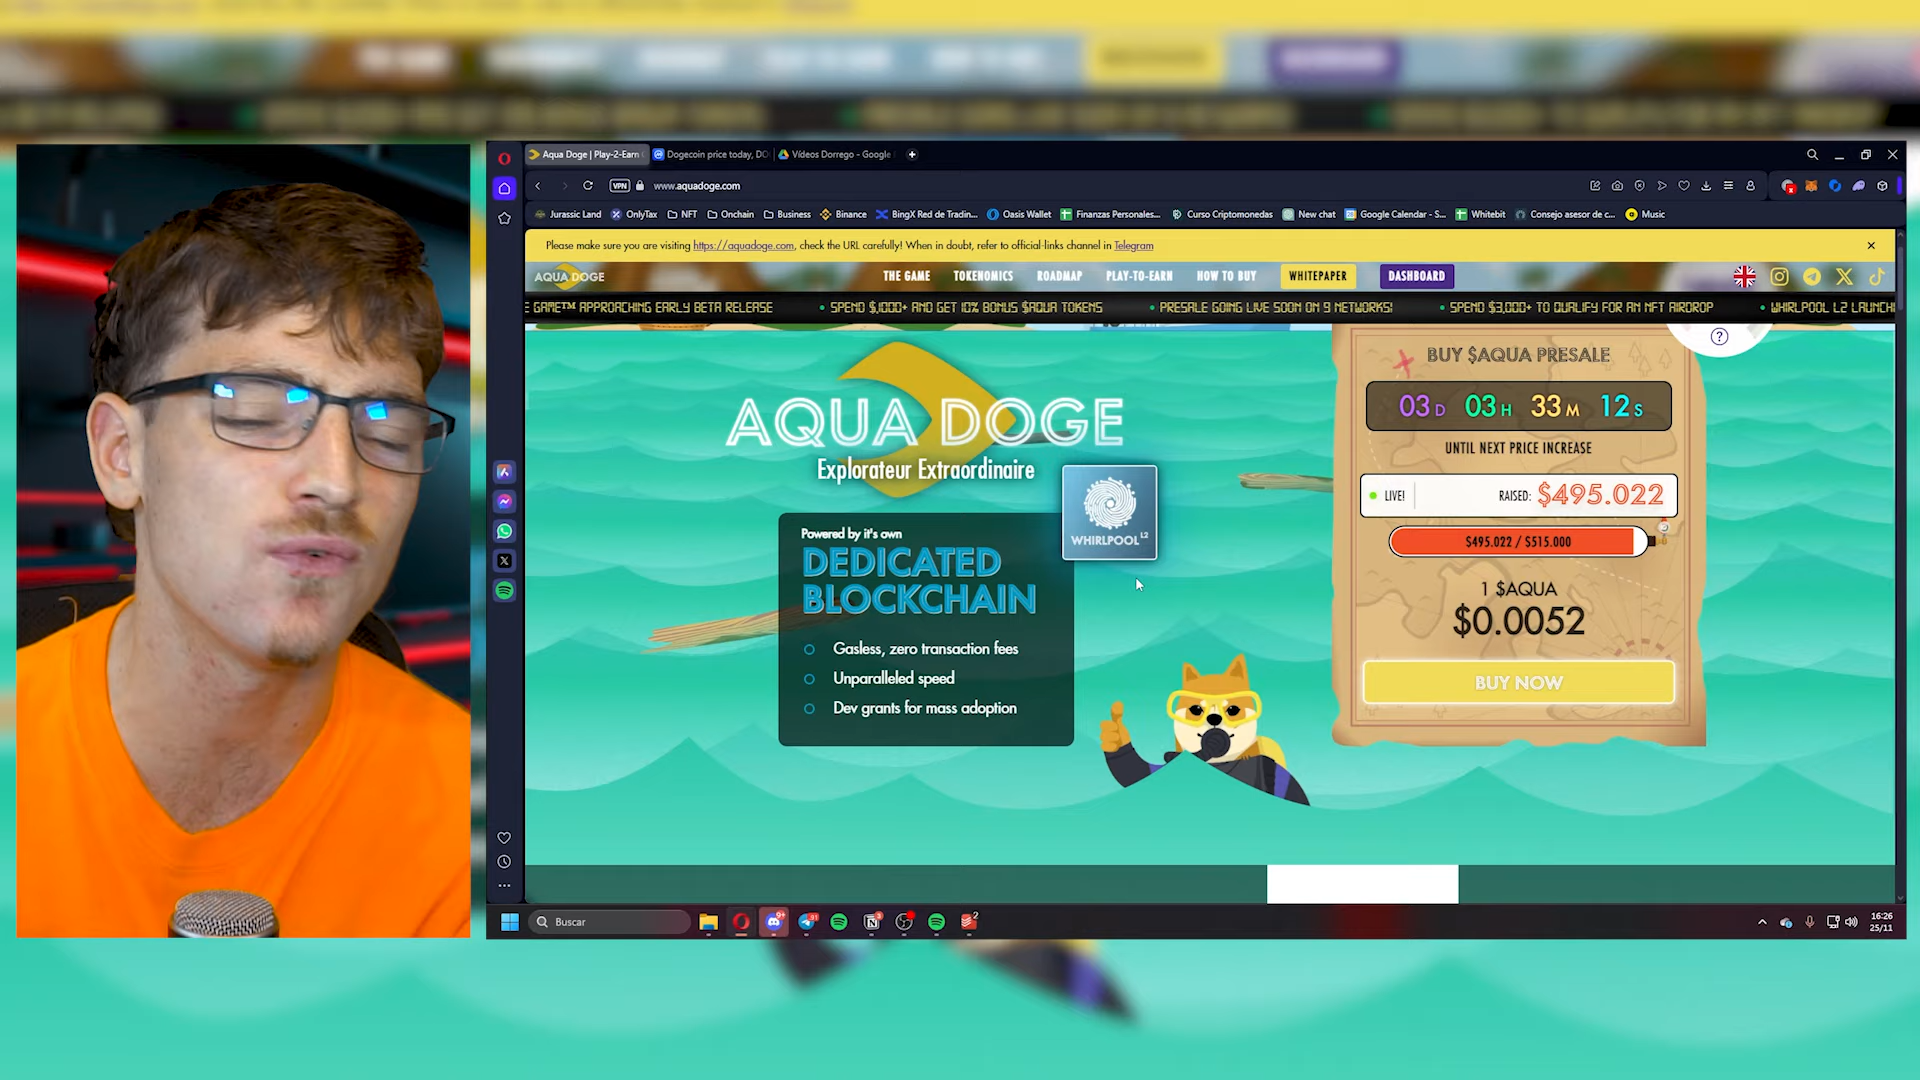 Aqua Doge | Play-2-Earn
Dogecoin price today, DO
Vídeos Dorrego - Google
VPN
www.aquadoge.com
Jurassic Land
OnlyTax
NFT
Onchain
Business
Binance
BingX Red de Tradin...
Oasis Wallet
Finanzas Personales...
Curso Criptomonedas
New chat
Google Calendar - S...
Whitebit
Consejo asesor de c...
Music
Please make sure you are visiting https://aquadoge.com, check the URL carefully! When in doubt, refer to official-links channel in Telegram
AQUA DOGE
THE GAME
TOKENOMICS
ROADMAP
PLAY-TO-EARN
HOW TO BUY
WHITEPAPER
DASHBOARD
E GAME™ APPROACHING EARLY BETA RELEASE
• SPEND $1,000+ AND GET 10% BONUS $AQUA TOKENS
• PRESALE GOING LIVE SOON ON 9 NETWORKS!
• SPEND $3,000+ TO QUALIFY FOR AN NFT AIRDROP
• WHIRLPOOL L2 LAUNCH
AQUA DOGE
Explorateur Extraordinaire
WHIRLPOOL L2
Powered by it's own
DEDICATED
BLOCKCHAIN
Gasless, zero transaction fees
Unparalleled speed
Dev grants for mass adoption
?
BUY $AQUA PRESALE
03 D 03 H 33 M 12 S
UNTIL NEXT PRICE INCREASE
LIVE!
RAISED: $495.022
$495.022 / $515.000
1 $AQUA
$0.0052
BUY NOW
Buscar
16:26
25/11